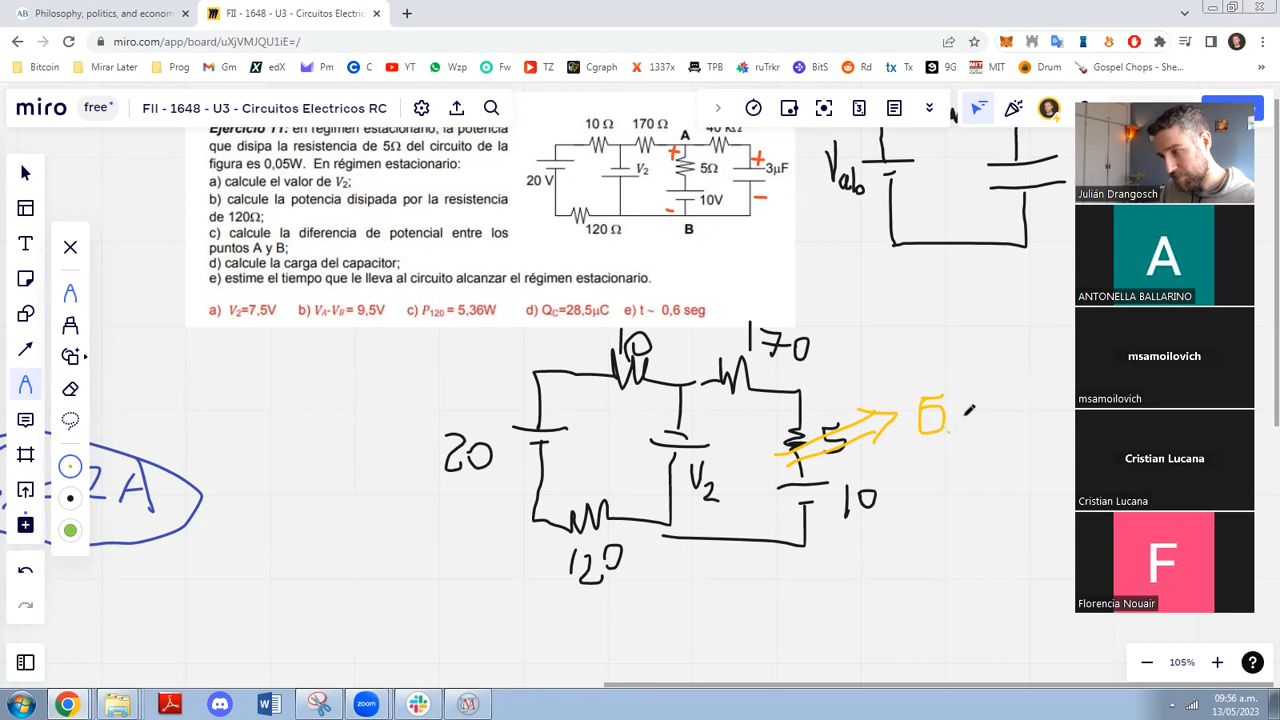 Philosophy, politics, and econom
FII - 1648 - U3 - Circuitos Electric
miro.com/app/board/uXjVMJQU1iE=/
Bitcoin Mirar Later Prog Gm edX Pm C YT Wzp Fw TZ Cgraph 1337x TPB ruTrkr BitS Rd Tz 9G MIT Drum Gospel Chops - She...
miro free FII - 1648 - U3 - Circuitos Electricos RC
Ejercicio 11: en régimen estacionario, la potencia
que disipa la resistencia de 5Ω del circuito de la
figura es 0,05W. En régimen estacionario:
a) calcule el valor de V2;
b) calcule la potencia disipada por la resistencia
de 120Ω;
c) calcule la diferencia de potencial entre los
puntos A y B;
d) calcule la carga del capacitor;
e) estime el tiempo que le lleva al circuito alcanzar el régimen estacionario.
a) V2=7,5V b) VA-VB= 9,5V c) P120 = 5,36W d) QC=28,5μC e) t ~ 0,6 seg
10 Ω 170 Ω A 40 KΩ
+ +
20 V V2 5Ω 3μF
10V
- -
120 Ω B
Vab
10 170
20 V2 5 10
120
5.
2 A
Julián Drangosch
A
ANTONELLA BALLARINO
msamoilovich
msamoilovich
Cristian Lucana
Cristian Lucana
F
Florencia Nouair
105%
09:56 a.m.
13/05/2023